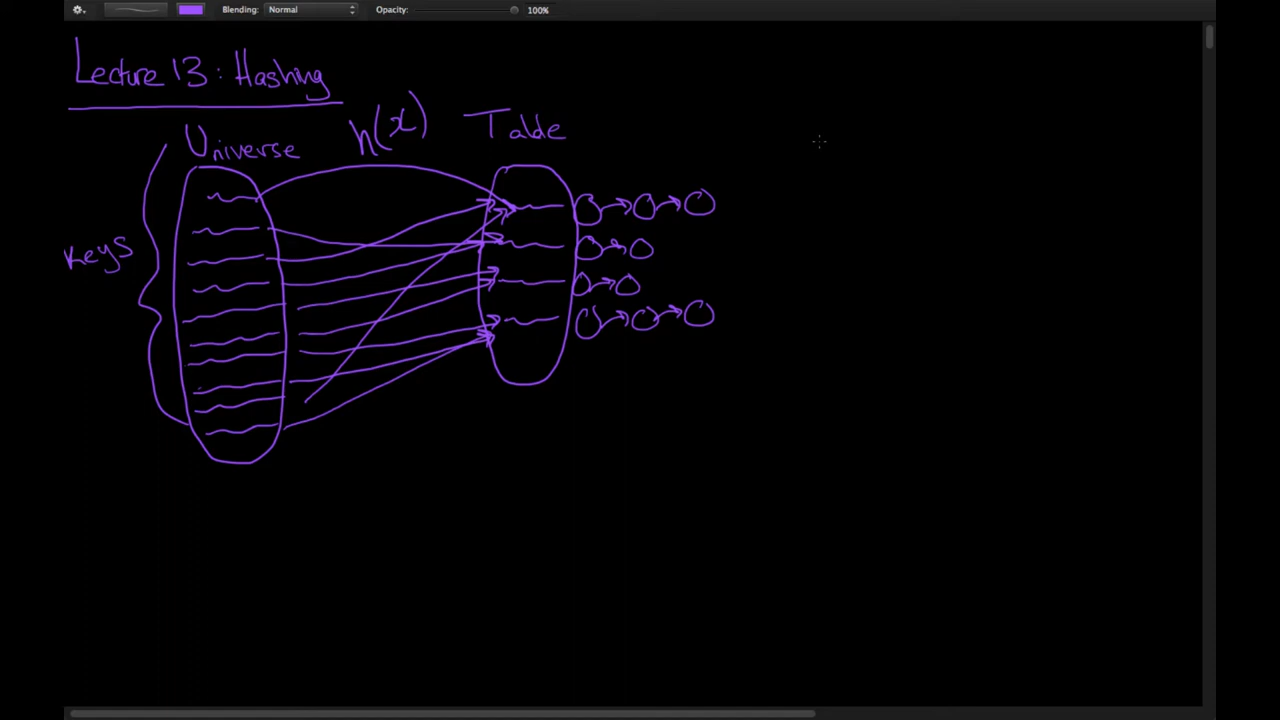 Blending: Normal Opacity: 100%
Lecture 13: Hashing
Universe h(x) Table
Keys